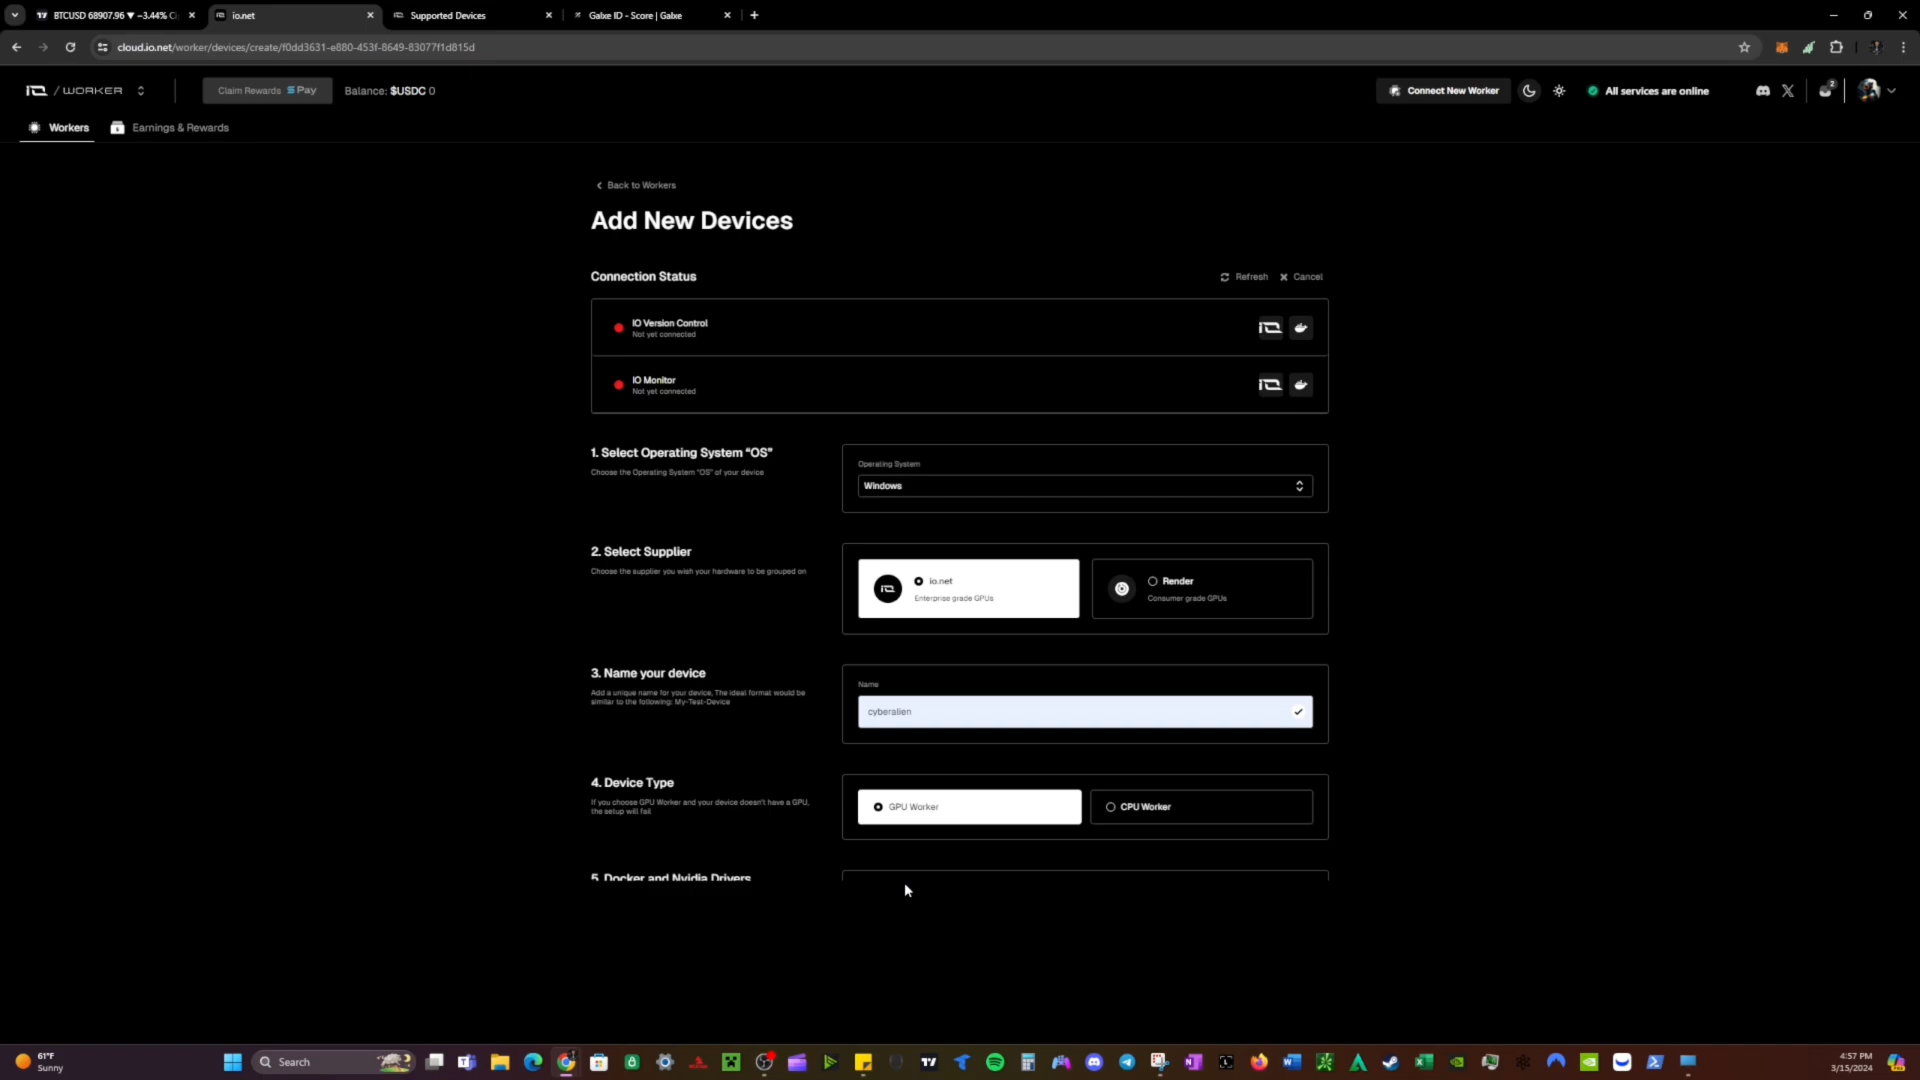 BTCUSD 68907.96 ▼ −3.44%
io.net
Supported Devices
Galxe ID - Score | Galxe
cloud.io.net/worker/devices/create/f0dd3631-e880-453f-8649-83077f1d815d
/ WORKER
Claim Rewards
Pay
Balance: $USDC 0
Connect New Worker
All services are online
2
Workers
Earnings & Rewards
Back to Workers
Add New Devices
Connection Status
Refresh
Cancel
IO Version Control
Not yet connected
IO Monitor
Not yet connected
1. Select Operating System “OS”
Choose the Operating System "OS" of your device
Operating System
Windows
2. Select Supplier
Choose the supplier you wish your hardware to be grouped on
io.net
Enterprise grade GPUs
Render
Consumer grade GPUs
3. Name your device
Add a unique name for your device, The ideal format would be
similar to the following: My-Test-Device
Name
cyberalien
4. Device Type
If you choose GPU Worker and your device doesn't have a GPU,
the setup will fail
GPU Worker
CPU Worker
5. Docker and Nvidia Drivers
61°F
Sunny
Search
4:57 PM
3/15/2024